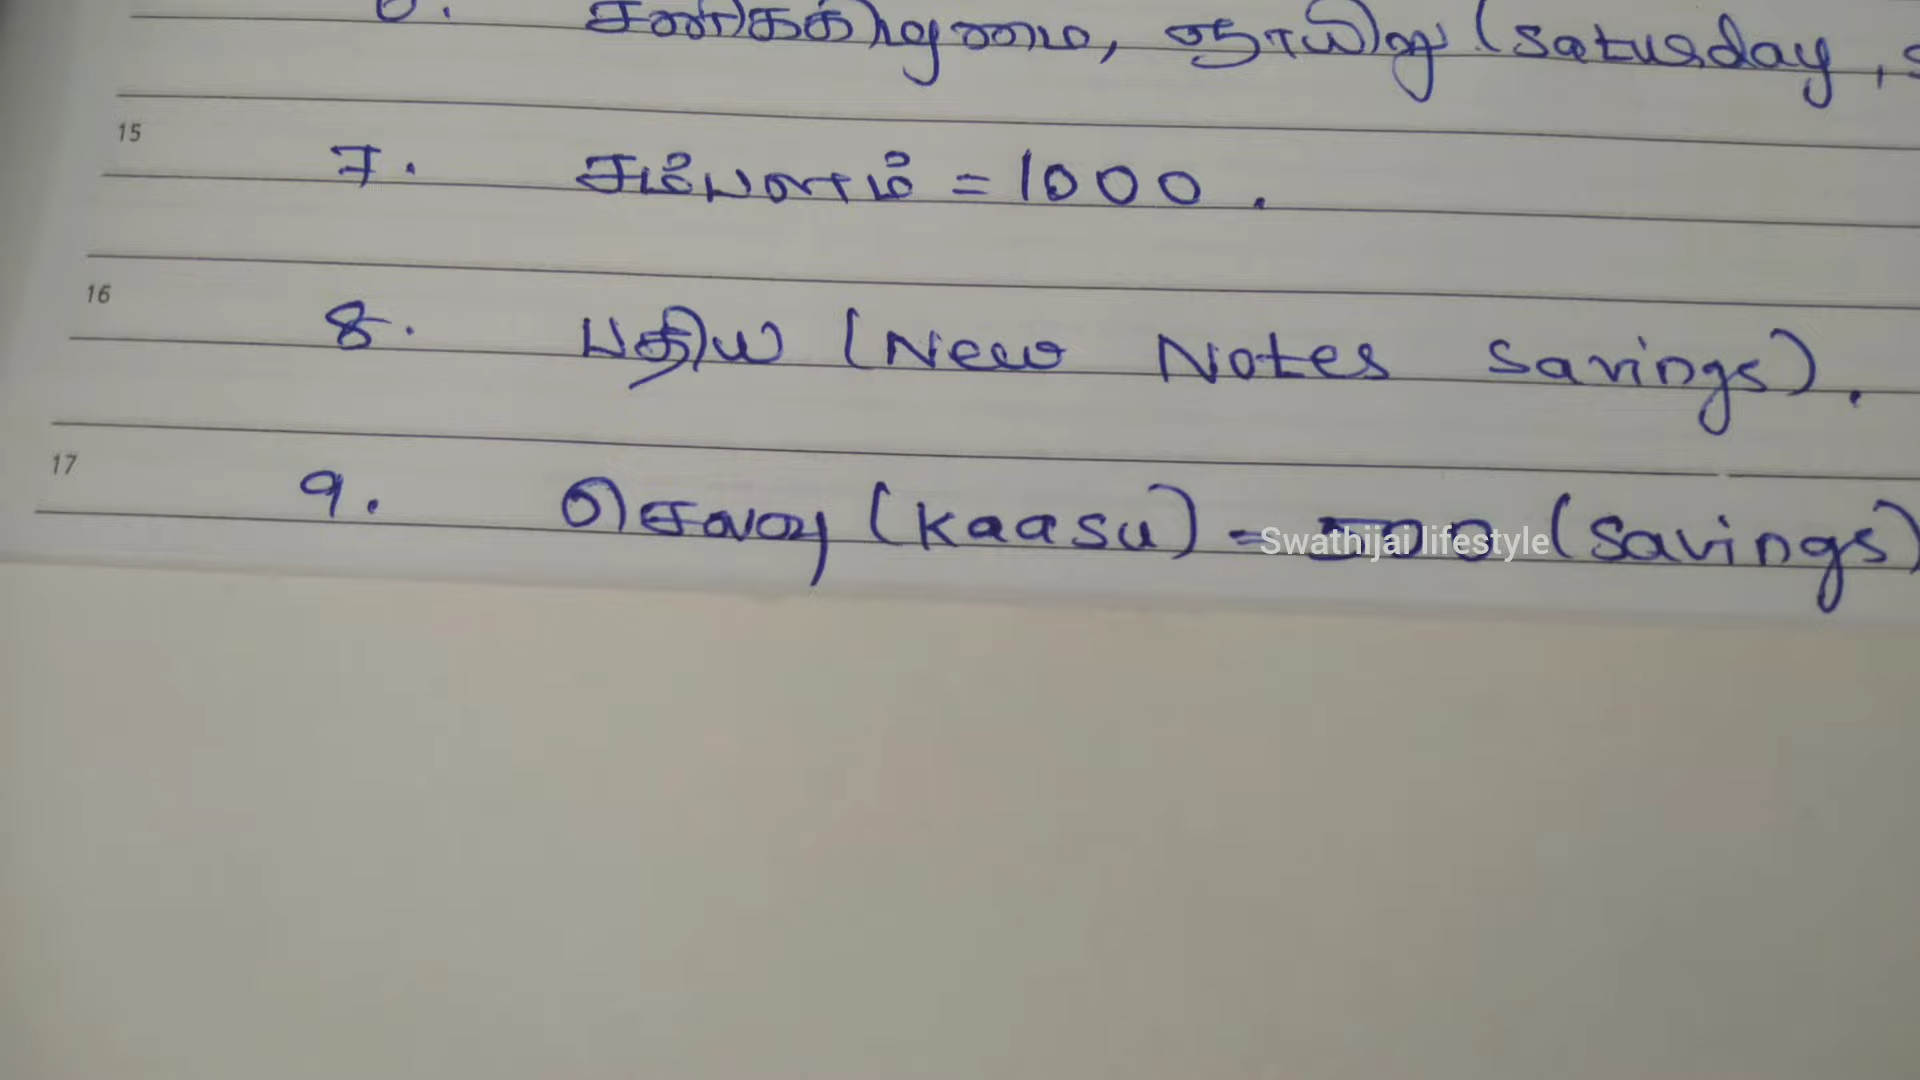 சனிக்கிழமை, ஞாயிறு (Saturday,
15
7. சம்பளம் = 1000.
16
8. புதிய (New Notes Savings).
17
9. செலவு (Kaasu) = 500 (Savings)
Swathijai lifestyle